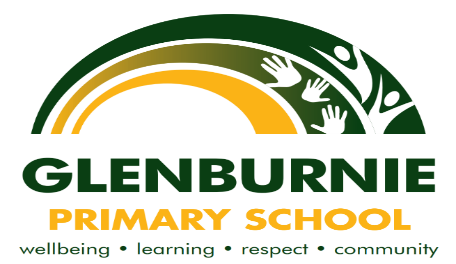 GLENBURNIE
PRIMARY SCHOOL
wellbeing • learning • respect • community